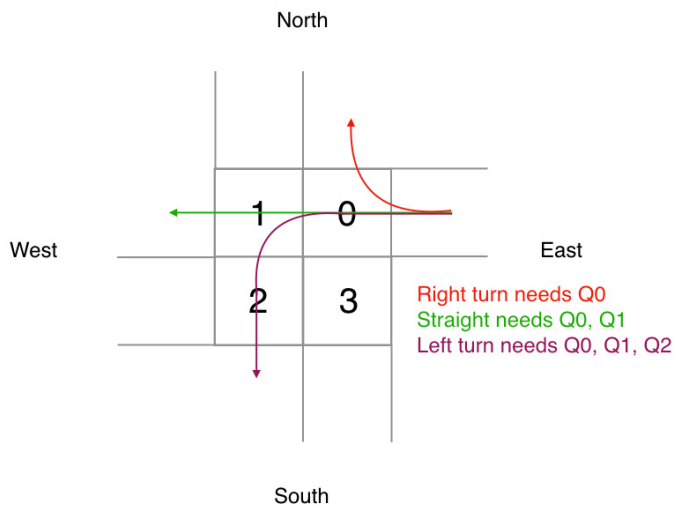 North
1
0
West
East
2
3
Right turn needs Q0
Straight needs Q0, Q1
Left turn needs Q0, Q1, Q2
South